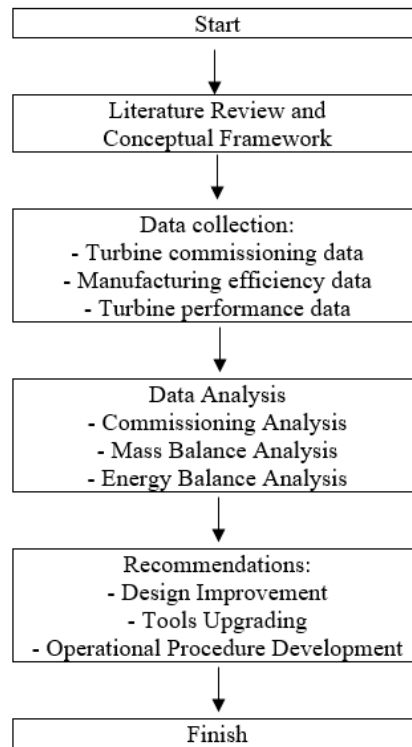 Start
Literature Review and
Conceptual Framework
Data collection:
- Turbine commissioning data
- Manufacturing efficiency data
- Turbine performance data
Data Analysis
- Commissioning Analysis
- Mass Balance Analysis
- Energy Balance Analysis
Recommendations:
- Design Improvement
- Tools Upgrading
- Operational Procedure Development
Finish